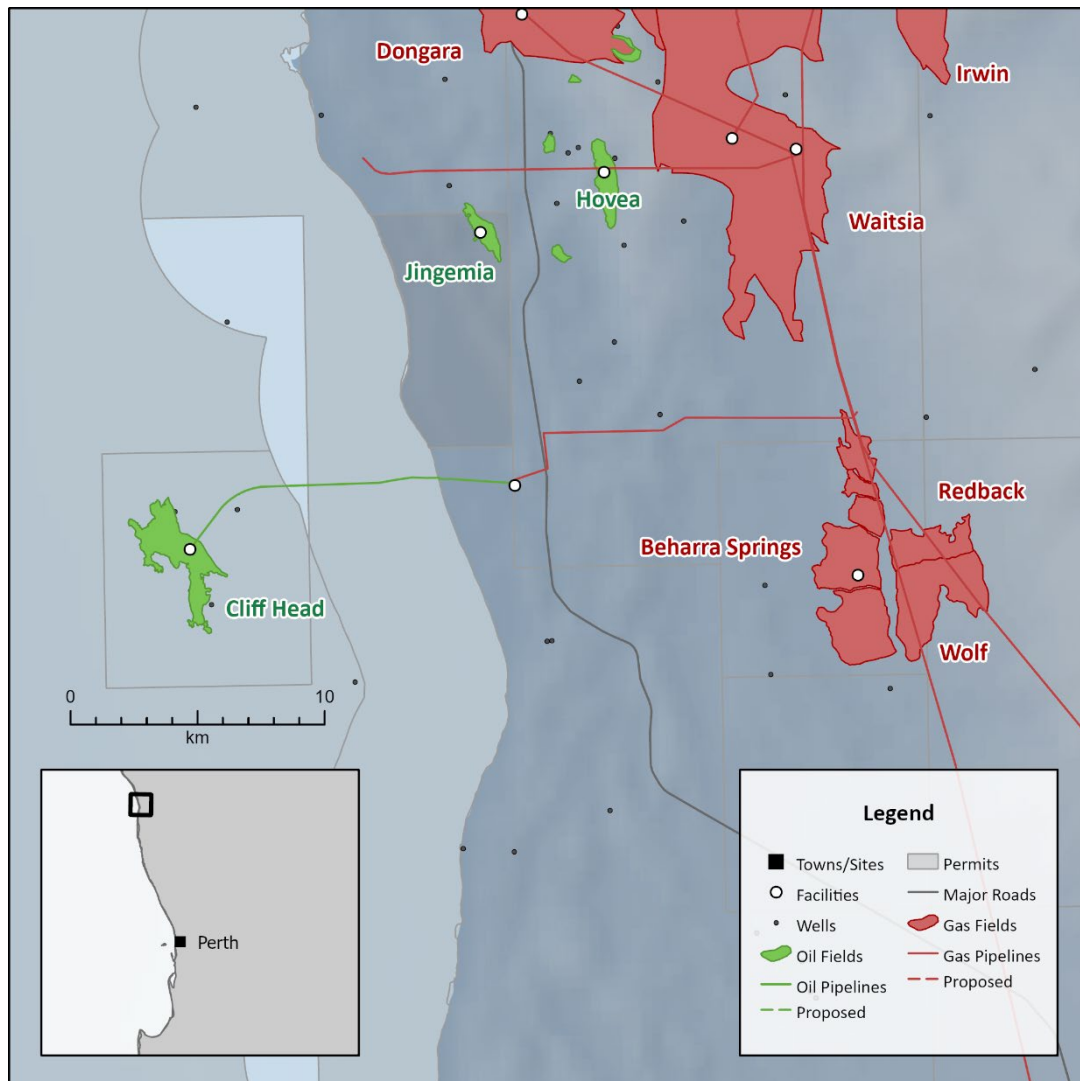 Dongara
Irwin
Hovea
Waitsia
Jingemia
Redback
Beharra Springs
Cliff Head
Wolf
0 10
km
Perth
Legend
Towns/Sites
Facilities
Wells
Oil Fields
Oil Pipelines
Proposed
Permits
Major Roads
Gas Fields
Gas Pipelines
Proposed